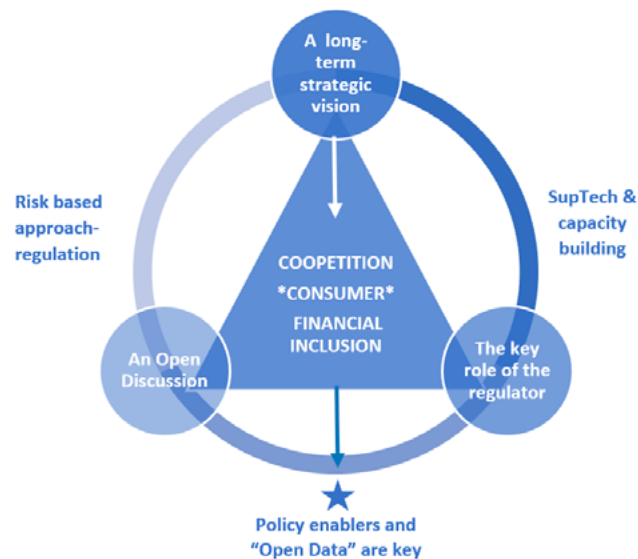 A long-
term
strategic
vision
Risk based
approach-
regulation
SupTech &
capacity
building
COOPETITION
*CONSUMER*
FINANCIAL
INCLUSION
An Open
Discussion
The key
role of the
regulator
Policy enablers and
“Open Data” are key